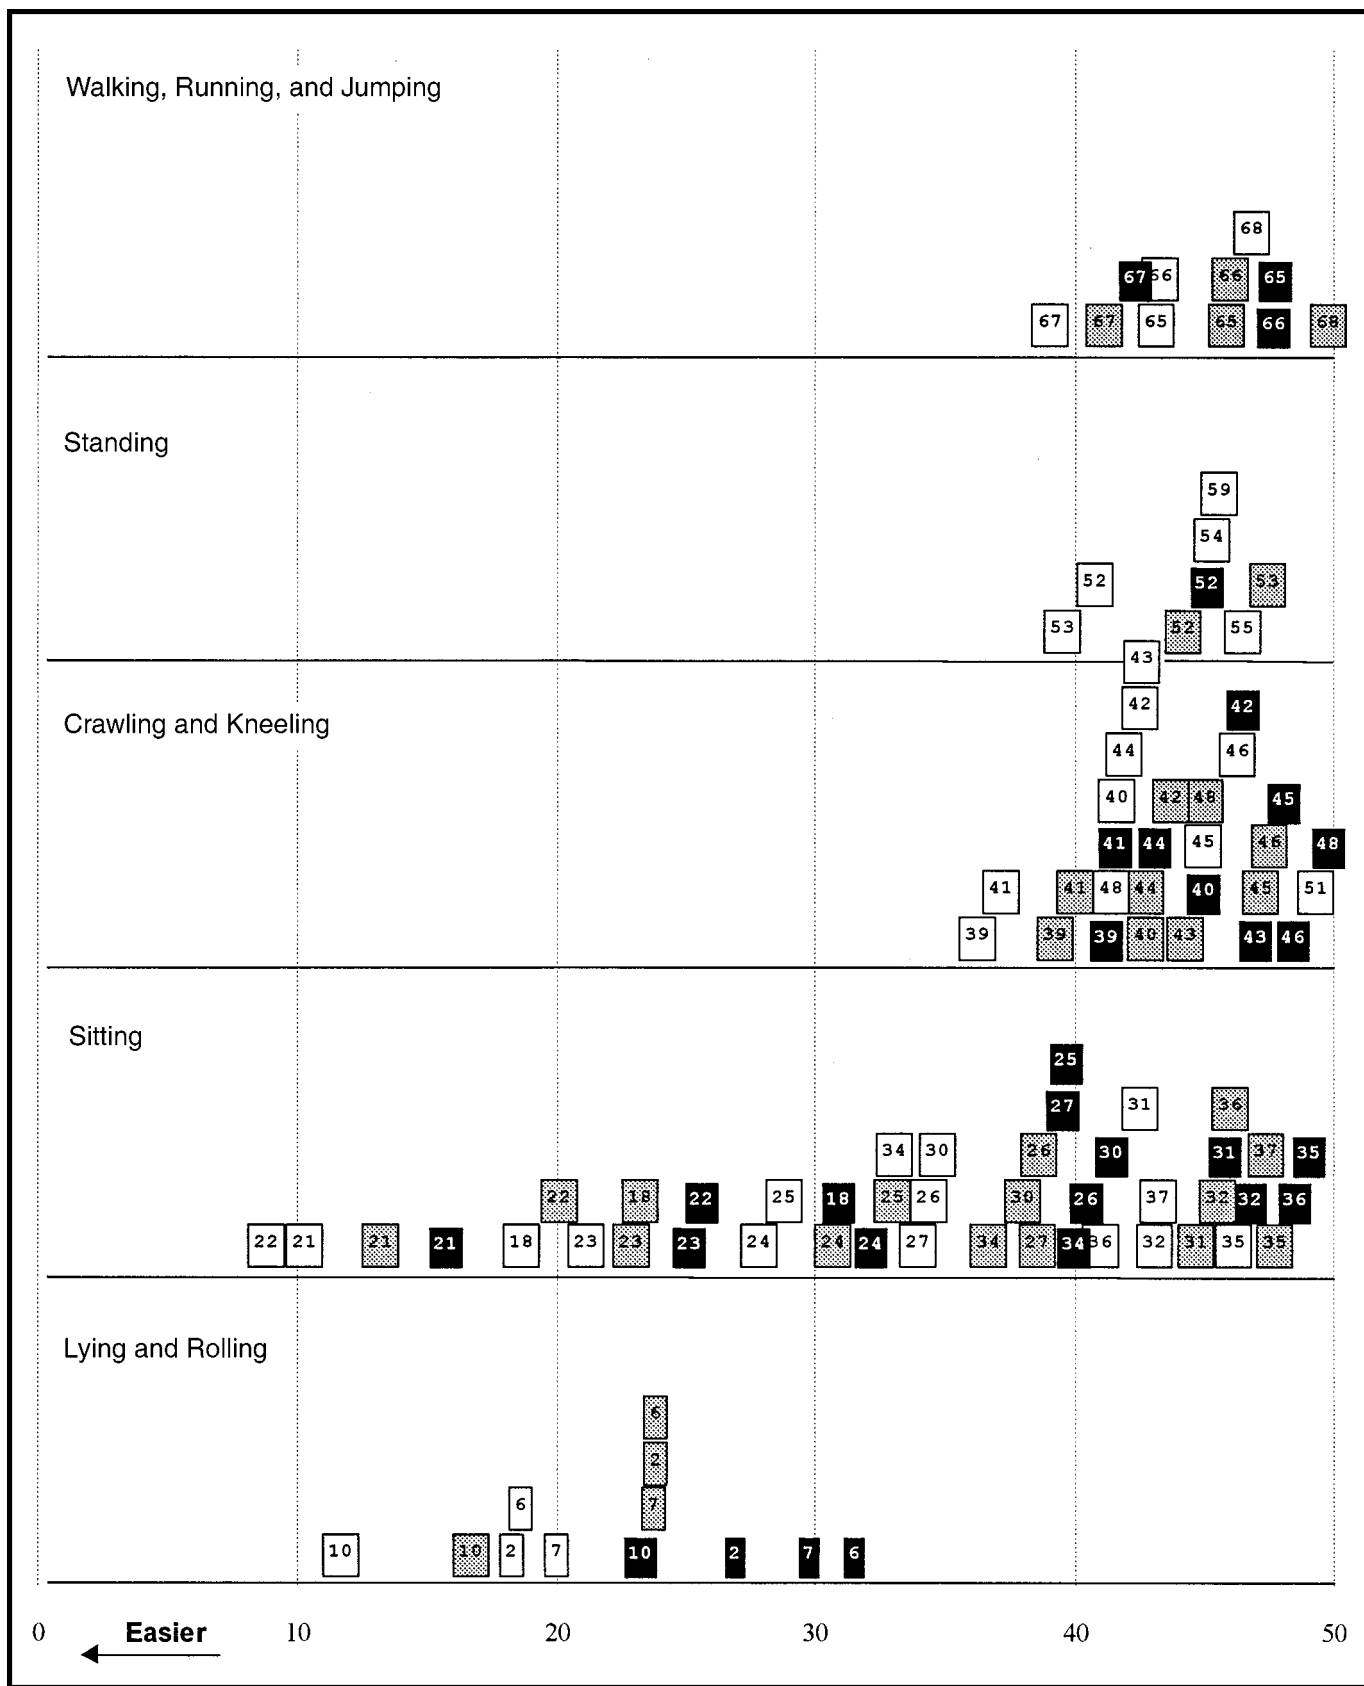 Walking, Running, and Jumping
68
67 66 66 65
67 67 65 65 66 68
Standing
59
54
52 52 53
53 52 55
43
Crawling and Kneeling
42 42
44 46
40 42 48 45
41 44 45 46 48
41 41 48 44 40 45 51
39 39 39 40 43 43 46
Sitting
25
27 31 36
34 30 26 30 31 37 35
22 18 22 25 18 25 26 30 26 37 32 32 36
22 21 21 21 18 23 23 23 24 24 24 27 34 27 34 36 32 31 35 35
Lying and Rolling
6
2
6 7
10 10 2 7 10 2 7 6
0 Easier 10 20 30 40 50